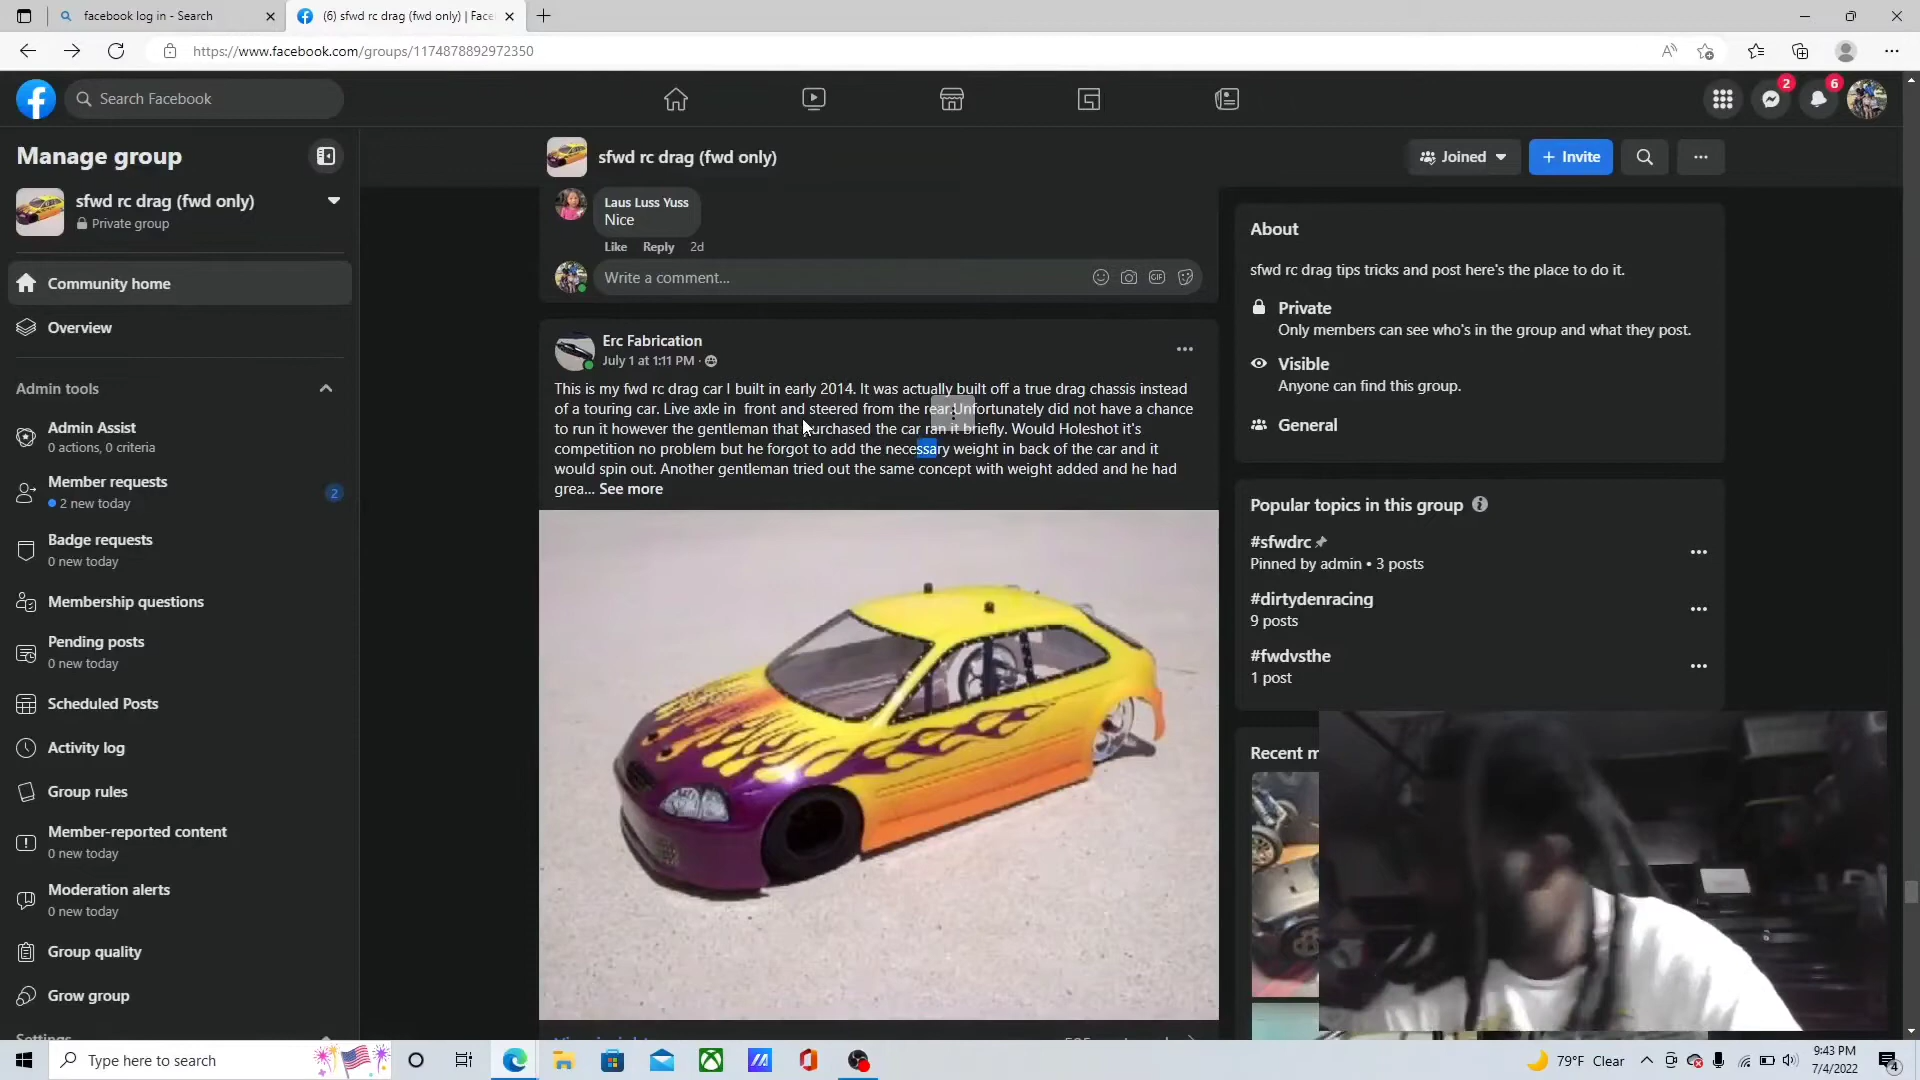 facebook log in - Search
(6) sfwd rc drag (fwd only) | Face
https://www.facebook.com/groups/1174878892972350
Search Facebook
2
6
Manage group
sfwd rc drag (fwd only)
Private group
Community home
Overview
Admin tools
Admin Assist
0 actions, 0 criteria
Member requests
2 new today
2
Badge requests
0 new today
Membership questions
Pending posts
0 new today
Scheduled Posts
Activity log
Group rules
Member-reported content
0 new today
Moderation alerts
0 new today
Group quality
Grow group
Settings
sfwd rc drag (fwd only)
Joined
+ Invite
Laus Luss Yuss
Nice
Like Reply 2d
Write a comment...
GIF
Erc Fabrication
July 1 at 1:11 PM ·
This is my fwd rc drag car I built in early 2014. It was actually built off a true drag chassis instead
of a touring car. Live axle in front and steered from the rear.Unfortunately did not have a chance
to run it however the gentleman that purchased the car ran it briefly. Would Holeshot it's
competition no problem but he forgot to add the necessary weight in back of the car and it
would spin out. Another gentleman tried out the same concept with weight added and he had
grea... See more
About
sfwd rc drag tips tricks and post here's the place to do it.
Private
Only members can see who's in the group and what they post.
Visible
Anyone can find this group.
General
Popular topics in this group
#sfwdrc
Pinned by admin • 3 posts
#dirtydenracing
9 posts
#fwdvsthe
1 post
Recent m
Type here to search
79°F Clear
9:43 PM
7/4/2022
4